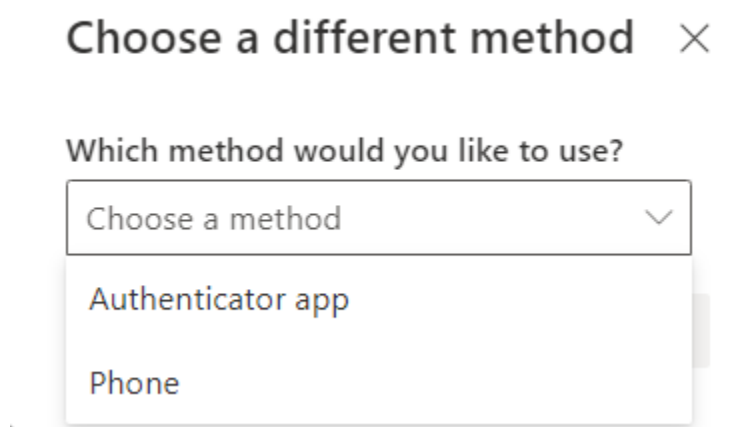 Choose a different method
Which method would you like to use?
Choose a method
Authenticator app
Phone